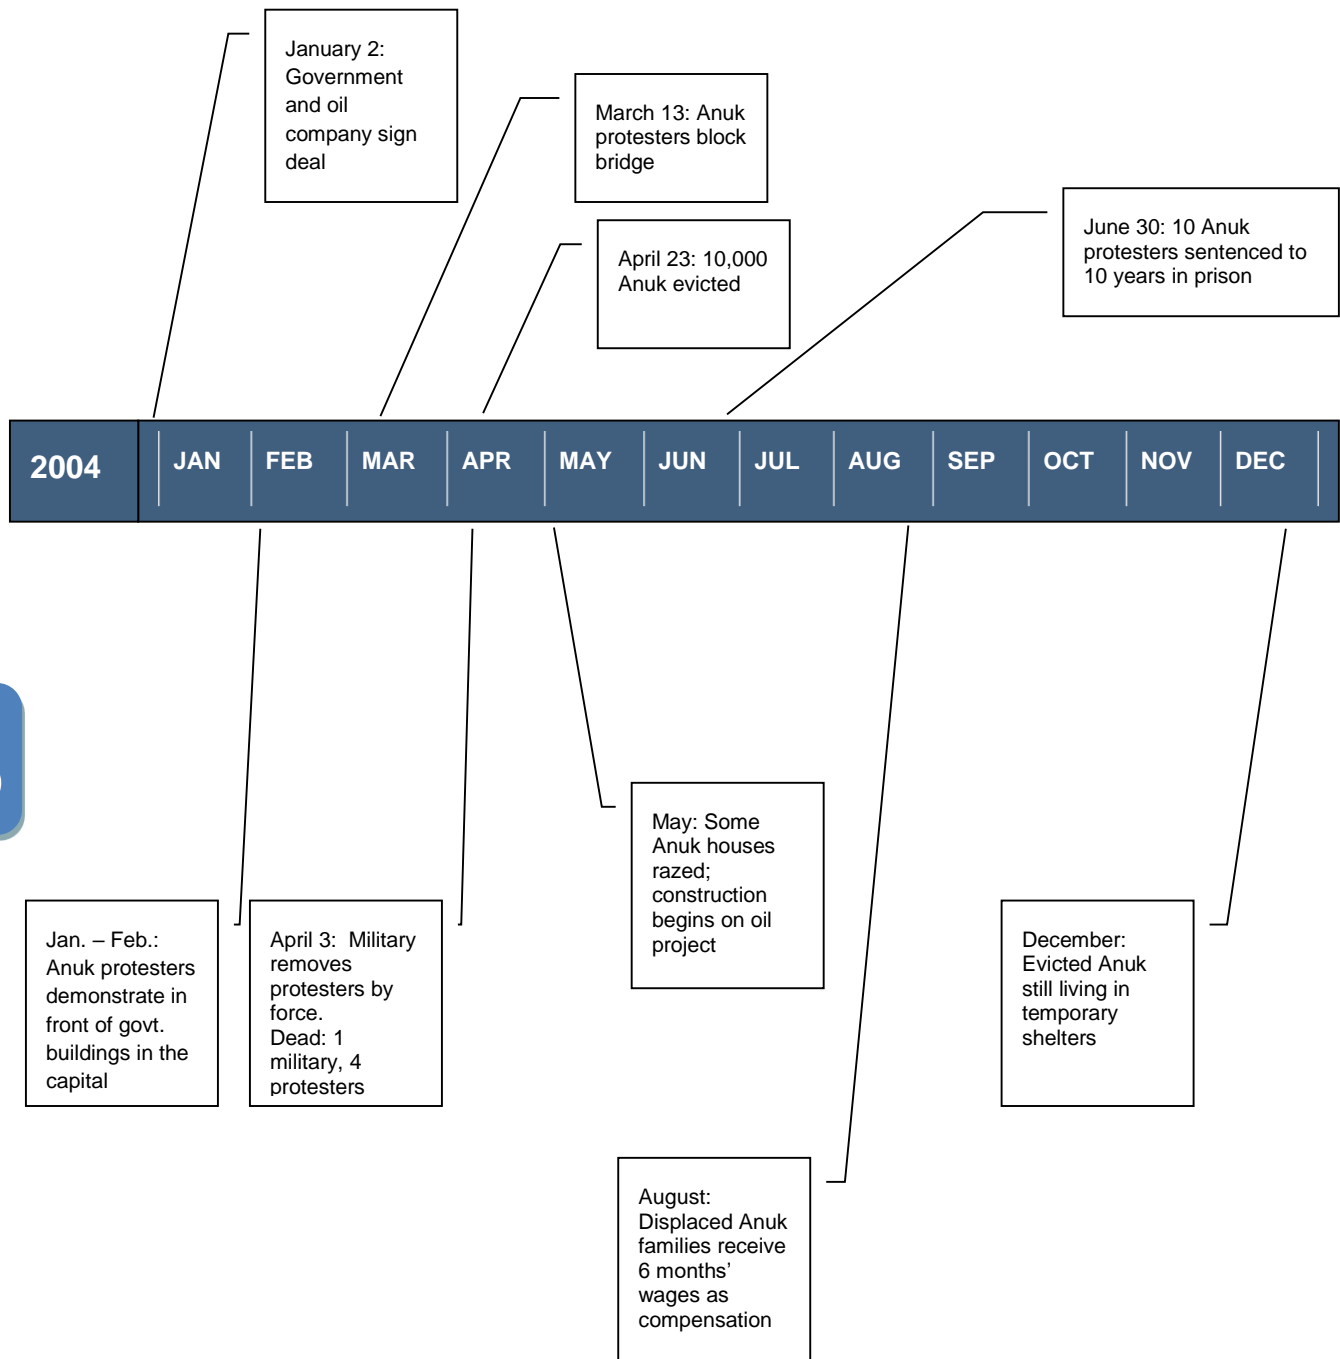 January 2:
Government
and oil
company sign
deal
March 13: Anuk
protesters block
bridge
April 23: 10,000
Anuk evicted
June 30: 10 Anuk
protesters sentenced to
10 years in prison
2004 JAN FEB MAR APR MAY JUN JUL AUG SEP OCT NOV DEC
May: Some
Anuk houses
razed;
construction
begins on oil
project
Jan. – Feb.:
Anuk protesters
demonstrate in
front of govt.
buildings in the
capital
April 3:  Military
removes
protesters by
force.
Dead: 1
military, 4
protesters
December:
Evicted Anuk
still living in
temporary
shelters
August:
Displaced Anuk
families receive
6 months’
wages as
compensation